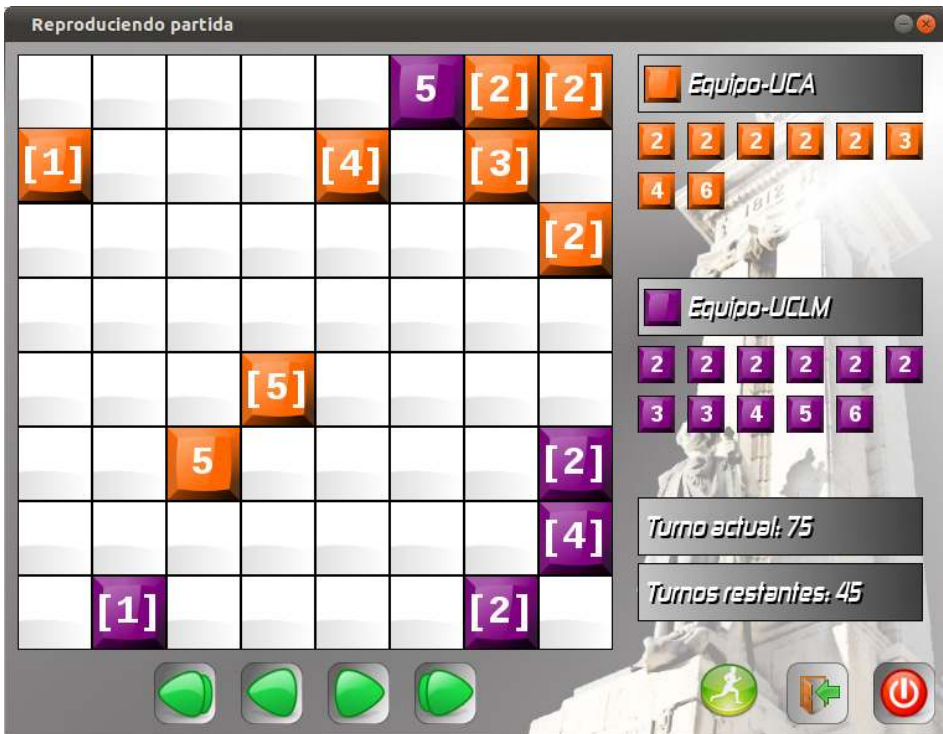 Reproduciendo partida
5 [2] [2]
[1] [4] [3]
[2]
[5]
5 [2]
[4]
[1] [2]
Equipo-UCA
2 2 2 2 2 3
4 6
1812
Equipo-UCLM
2 2 2 2 2 2
3 3 4 5 6
Turno actual: 75
Turnos restantes: 45